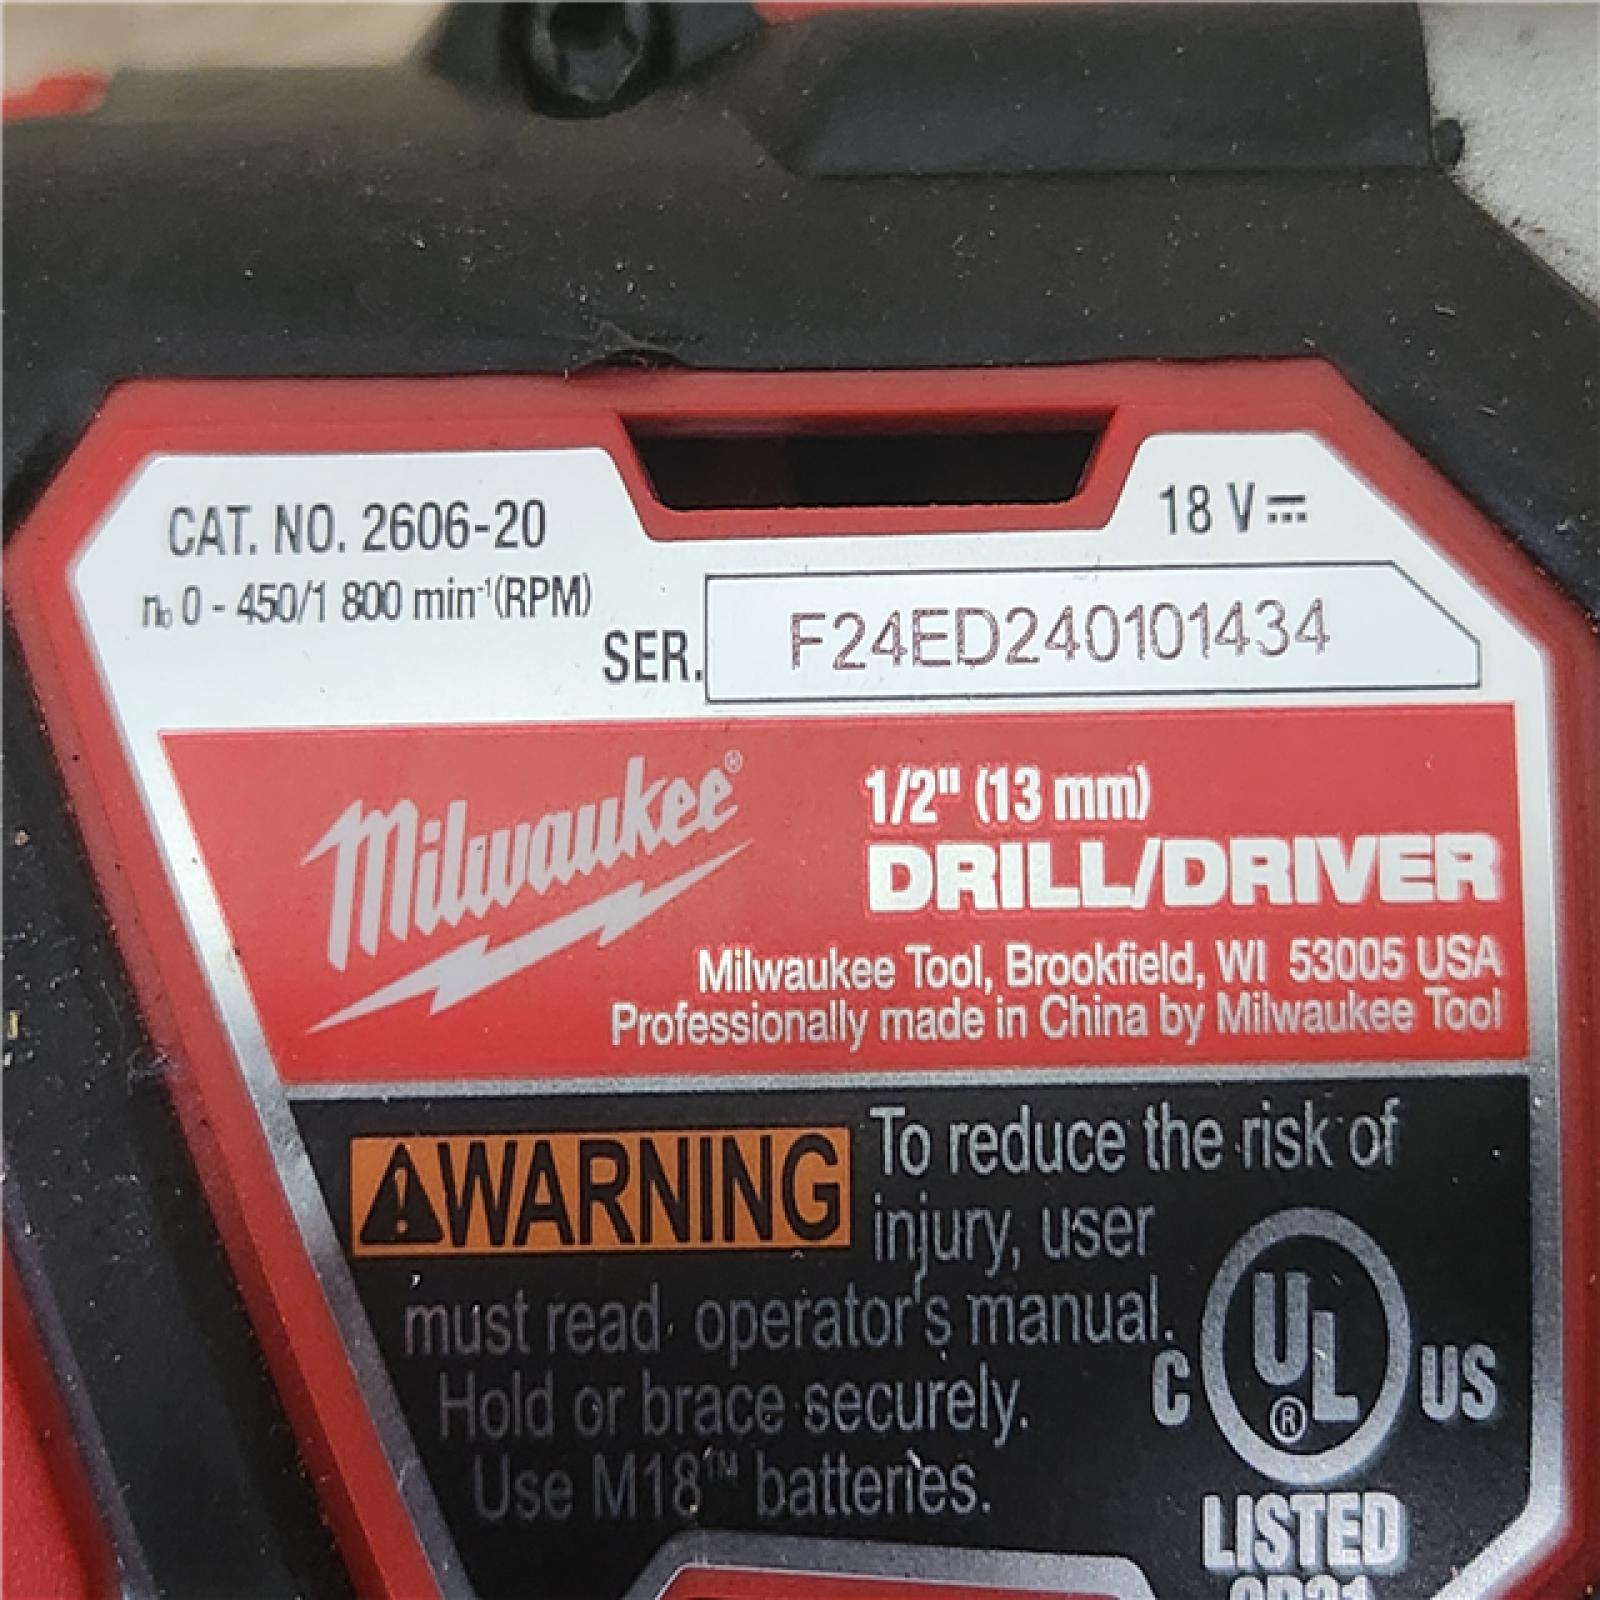 CAT. NO. 2606-20
18 V
n₀ 0 - 450/1 800 min⁻¹(RPM)
SER. F24ED240101434
Milwaukee®
1/2" (13 mm)
DRILL/DRIVER
Milwaukee Tool, Brookfield, WI 53005 USA
Professionally made in China by Milwaukee Tool
WARNING To reduce the risk of
injury, user
must read operator's manual.
Hold or brace securely.
Use M18™ batteries.
C UL® US
LISTED